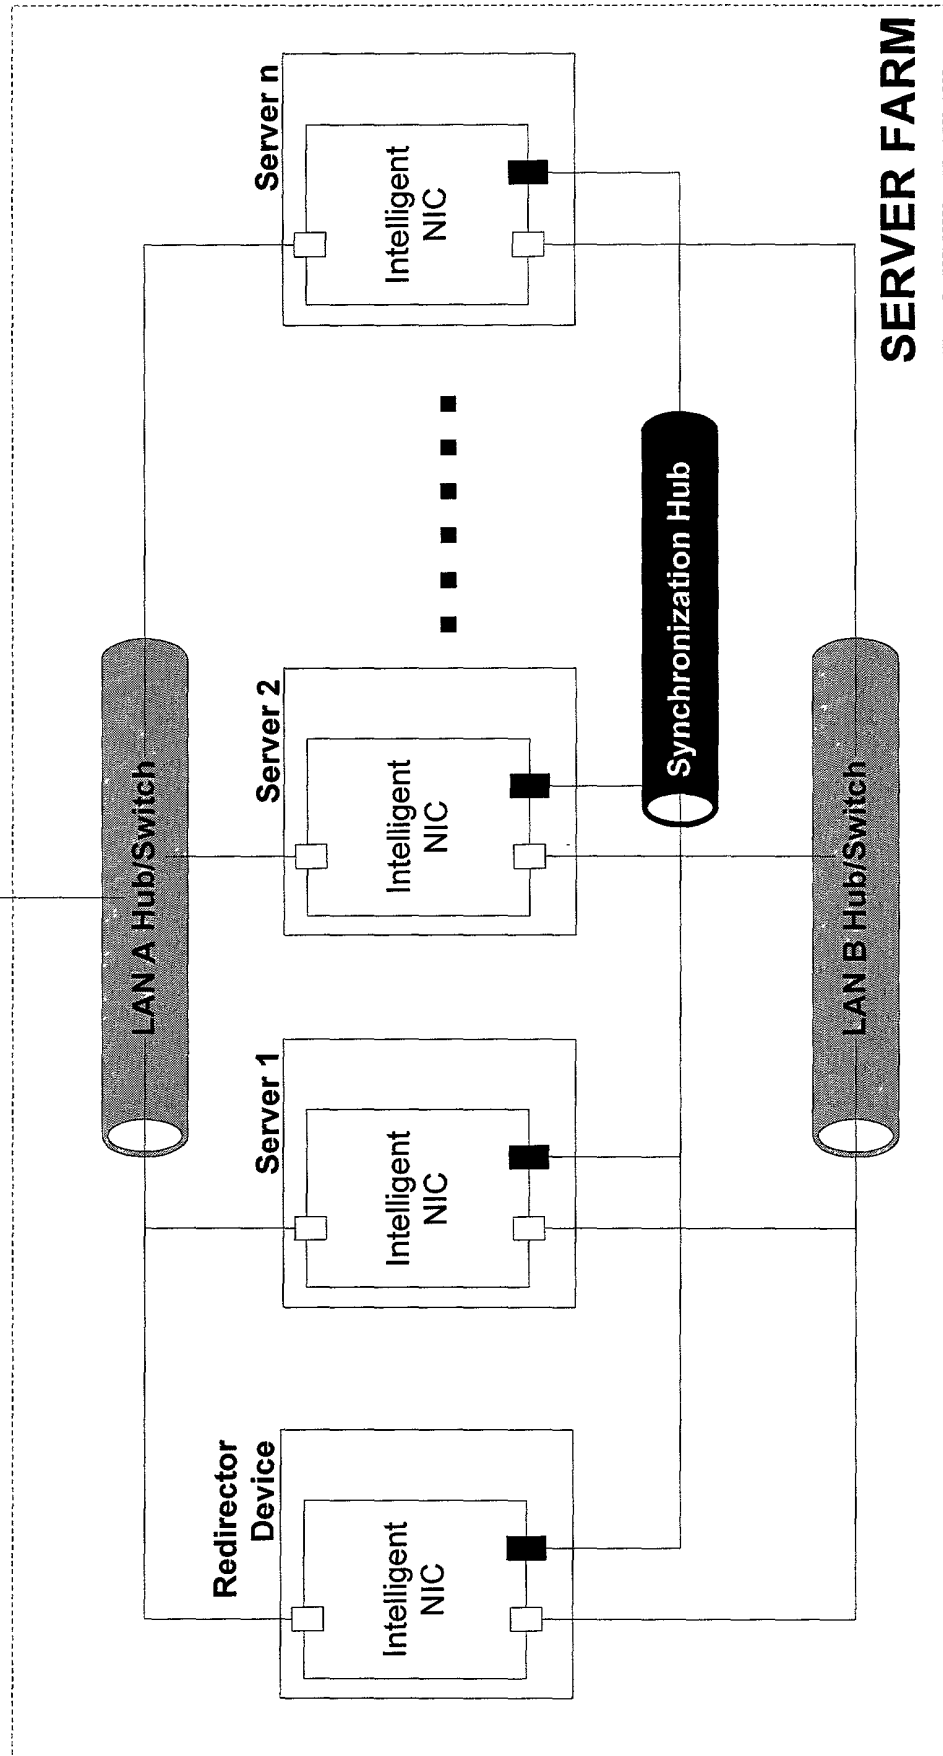 LAN A Hub/Switch
Redirector
Device
Server 1
Server 2
Server n
Intelligent
NIC
Intelligent
NIC
Intelligent
NIC
Intelligent
NIC
Synchronization Hub
LAN B Hub/Switch
SERVER FARM